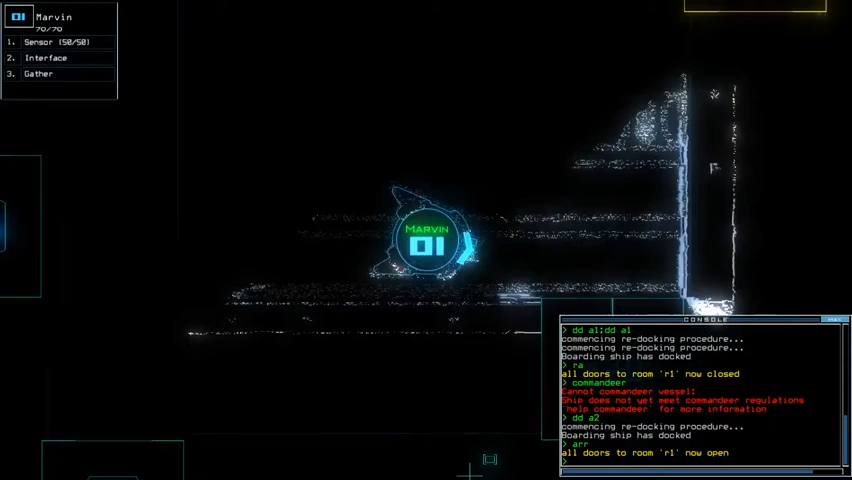 01 Marvin
70/70
1. Sensor (50/50)
2. Interface
3. Gather
MARVIN
01
CONSOLE
> dd a1;dd a1
commencing re-docking procedure...
commencing re-docking procedure...
Boarding ship has docked
> ra
all doors to room 'r1' now closed
> commandeer
Cannot commandeer vessel:
Ship does not yet meet commandeer regulations
'help commandeer' for more information
> dd a2
commencing re-docking procedure...
Boarding ship has docked
> arr
all doors to room 'r1' now open
>